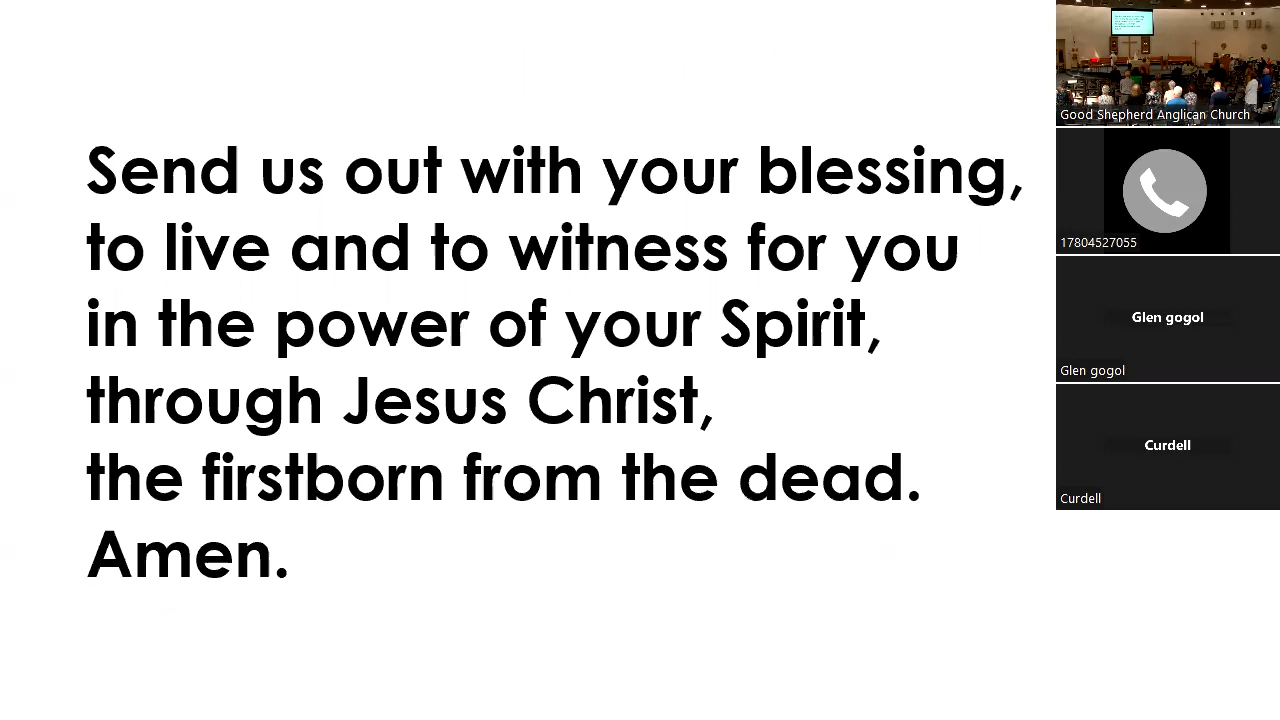 Send us out with your blessing,
to live and to witness for you
in the power of your Spirit,
through Jesus Christ,
the firstborn from the dead.
Amen.
Good Shepherd Anglican Church
17804527055
Glen gogol
Glen gogol
Curdell
Curdell